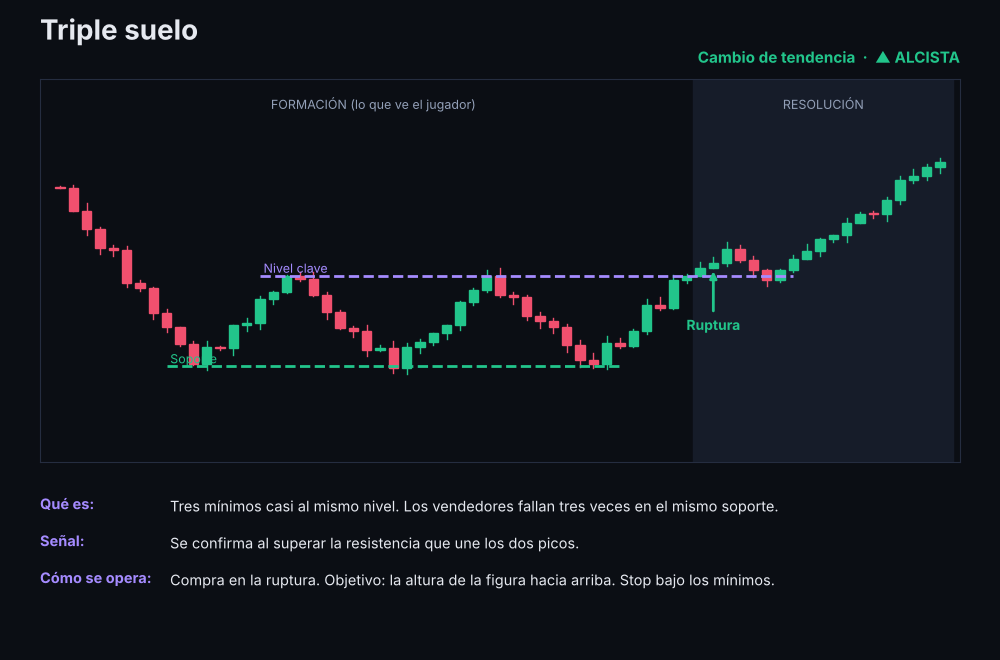 Triple suelo
Cambio de tendencia · ▲ ALCISTA
FORMACIÓN (lo que ve el jugador)
RESOLUCIÓN
Nivel clave
Ruptura
Soporte
Qué es: Tres mínimos casi al mismo nivel. Los vendedores fallan tres veces en el mismo soporte.
Señal: Se confirma al superar la resistencia que une los dos picos.
Cómo se opera: Compra en la ruptura. Objetivo: la altura de la figura hacia arriba. Stop bajo los mínimos.